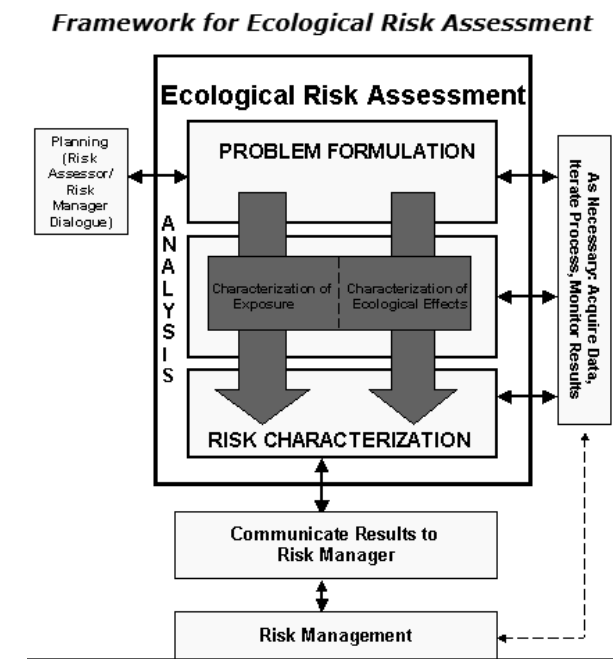 Framework for Ecological Risk Assessment
Ecological Risk Assessment
Planning
(Risk
Assessor/
Risk
Manager
Dialogue)
PROBLEM FORMULATION
ANALYSIS
Characterization of
Exposure
Characterization of
Ecological Effects
RISK CHARACTERIZATION
As Necessary: Acquire Data,
Iterate Process, Monitor Results
Communicate Results to
Risk Manager
Risk Management